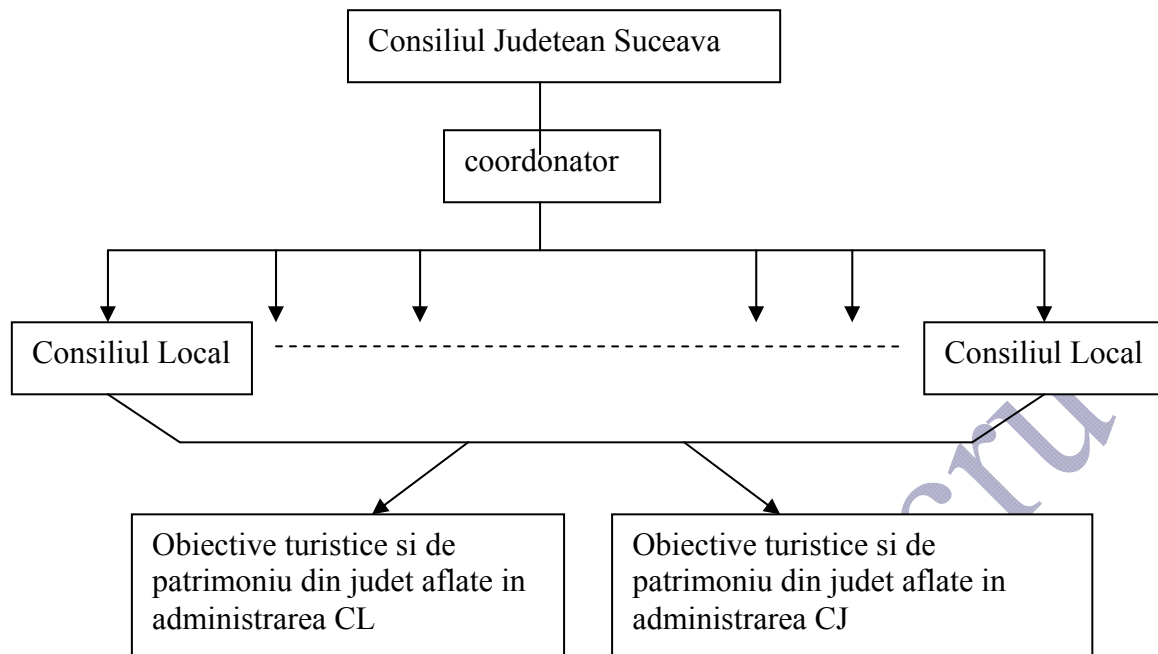 Consiliul Judetean Suceava
coordonator
Consiliul Local
Consiliul Local
Obiective turistice si de
patrimoniu din judet aflate in
administrarea CL
Obiective turistice si de
patrimoniu din judet aflate in
administrarea CJ